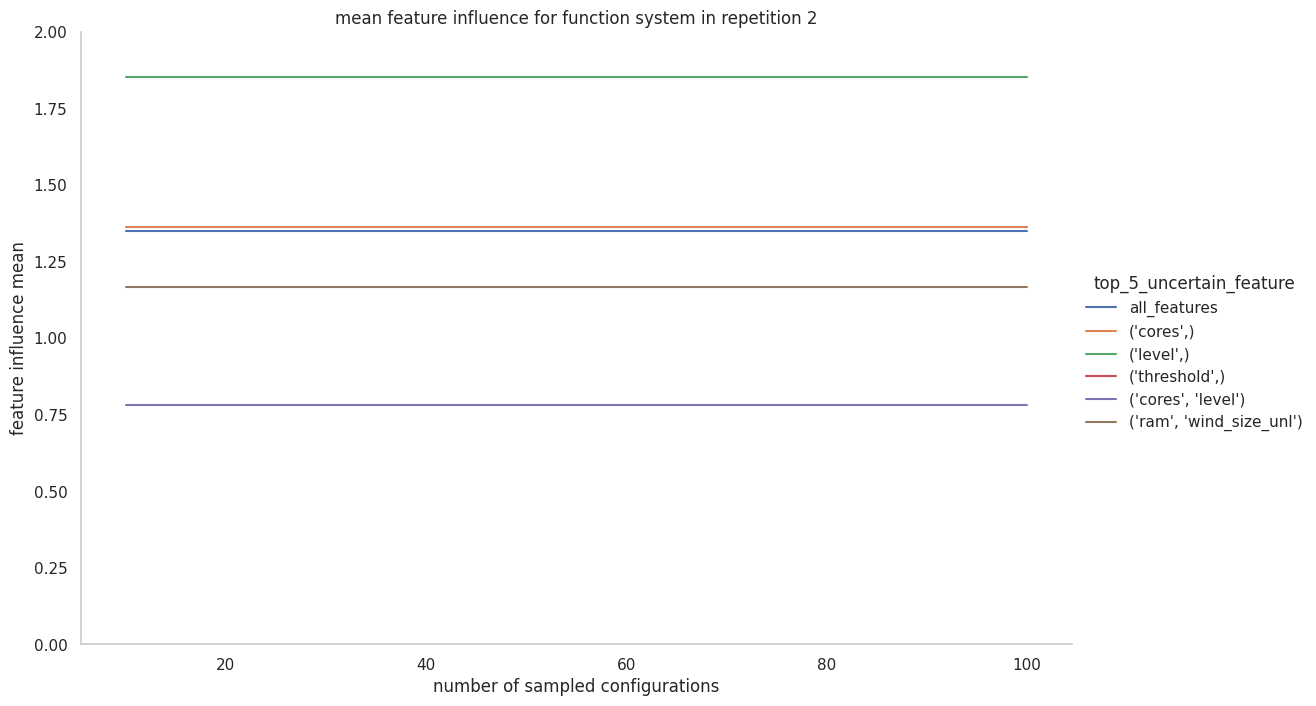 mean feature influence for function system in repetition 2
2.00
1.75
1.50
1.25
1.00
0.75
0.50
0.25
0.00
feature influence mean
20
40
60
80
100
number of sampled configurations
top_5_uncertain_feature
all_features
('cores',)
('level',)
('threshold',)
('cores', 'level')
('ram', 'wind_size_unl')